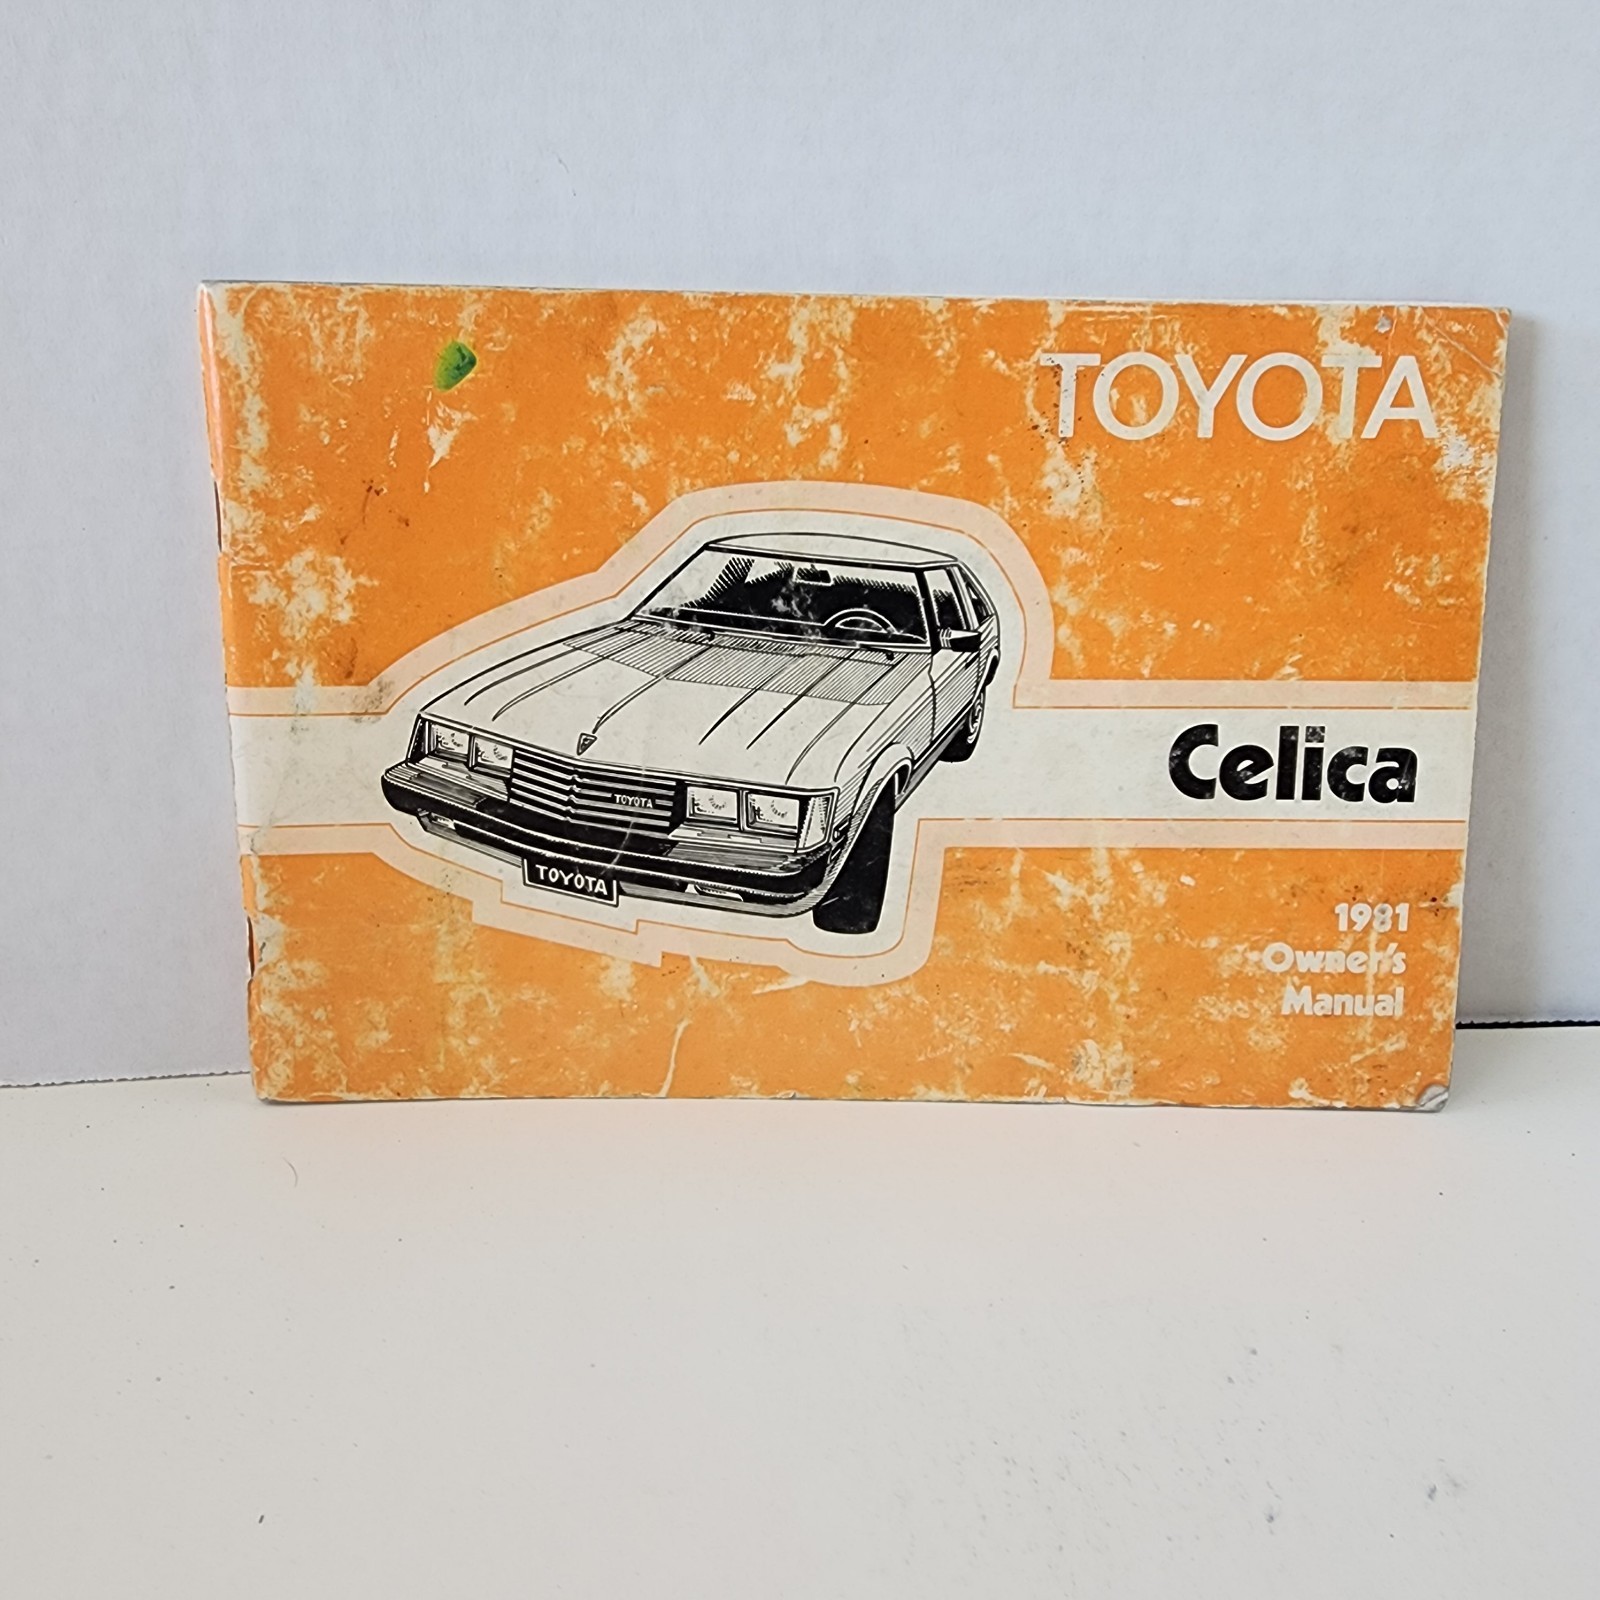 TOYOTA
Celica
TOYOTA
TOYOTA
1981
Owner's
Manual